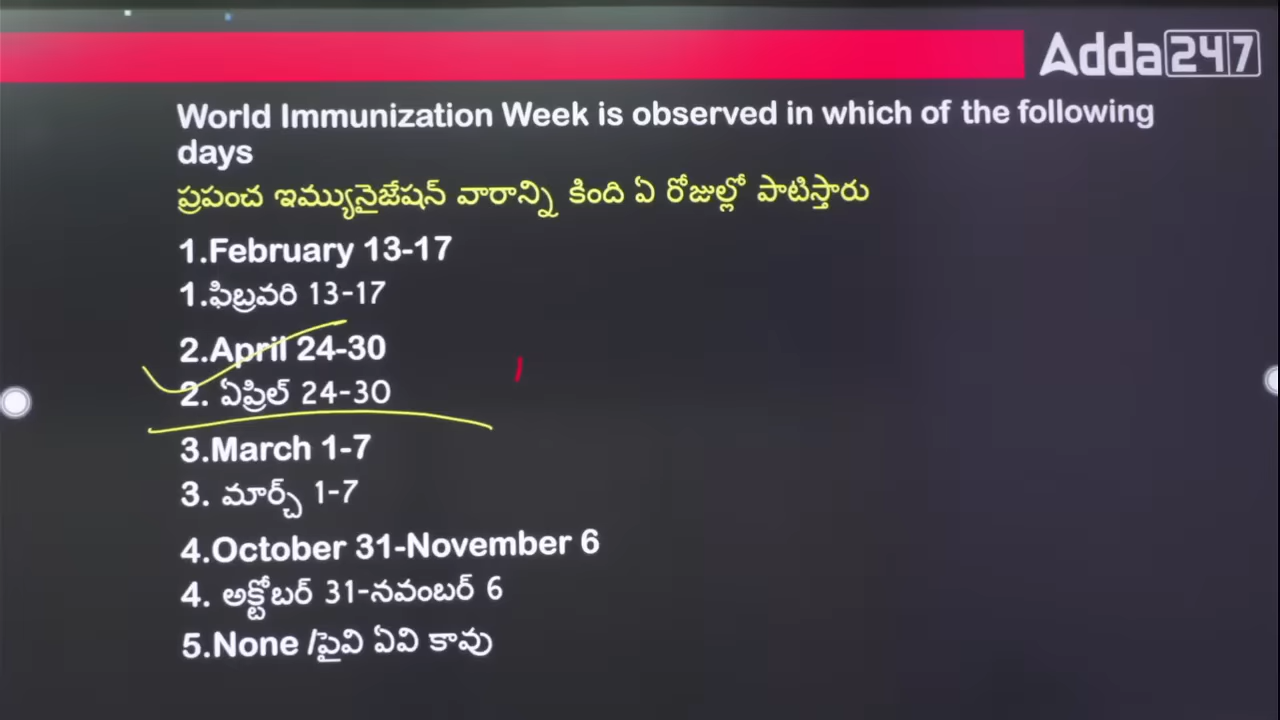 Adda247
World Immunization Week is observed in which of the following
days
ప్రపంచ ఇమ్యునైజేషన్ వారాన్ని కింది ఏ రోజుల్లో పాటిస్తారు
1.February 13-17
1.ఫిబ్రవరి 13-17
2.April 24-30
2. ఏప్రిల్ 24-30
3.March 1-7
3. మార్చ్ 1-7
4.October 31-November 6
4. అక్టోబర్ 31-నవంబర్ 6
5.None /పైవి ఏవి కావు